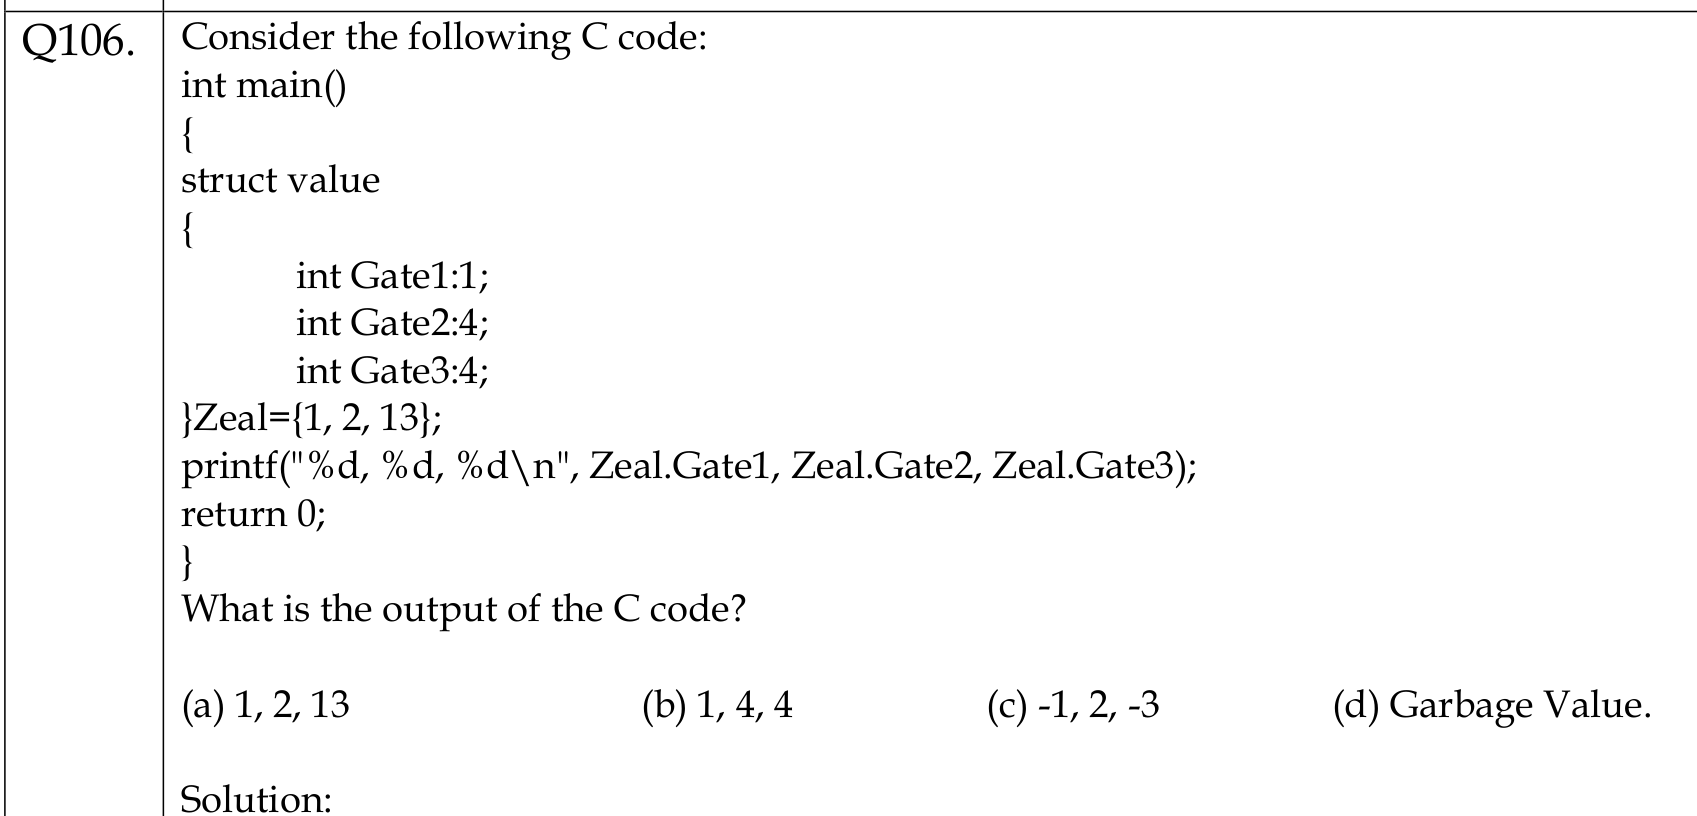 Q106.
Consider the following C code:
int main()
{
struct value
{
int Gate1:1;
int Gate2:4;
int Gate3:4;
}Zeal={1, 2, 13};
printf("%d, %d, %d\n", Zeal.Gate1, Zeal.Gate2, Zeal.Gate3);
return 0;
}
What is the output of the C code?
(a) 1, 2, 13 (b) 1, 4, 4 (c) -1, 2, -3 (d) Garbage Value.
Solution: